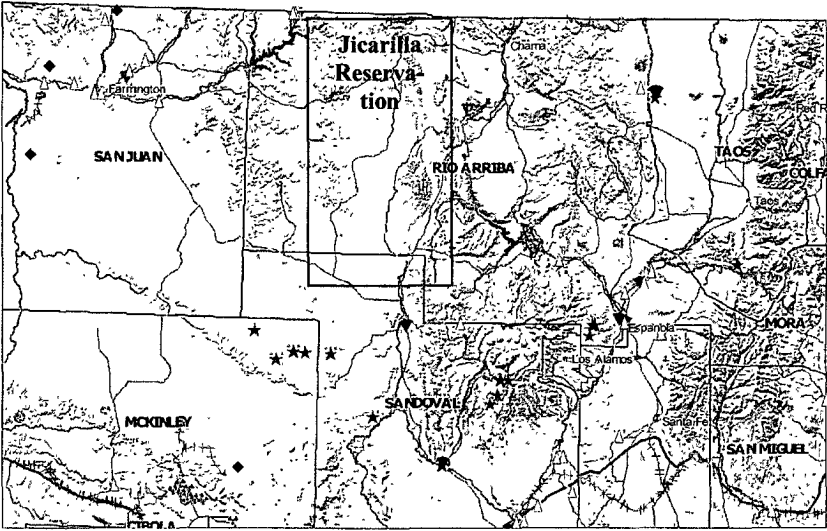 Jicarilla
Reserva-
tion
Chama
Farmington
SAN JUAN
RIO ARRIBA
TAOS
Red R
COLFA
Taos
Espanola
MORA
Los Alamos
SANDOVAL
MCKINLEY
Santa Fe
SAN MIGUEL
CIBOLA